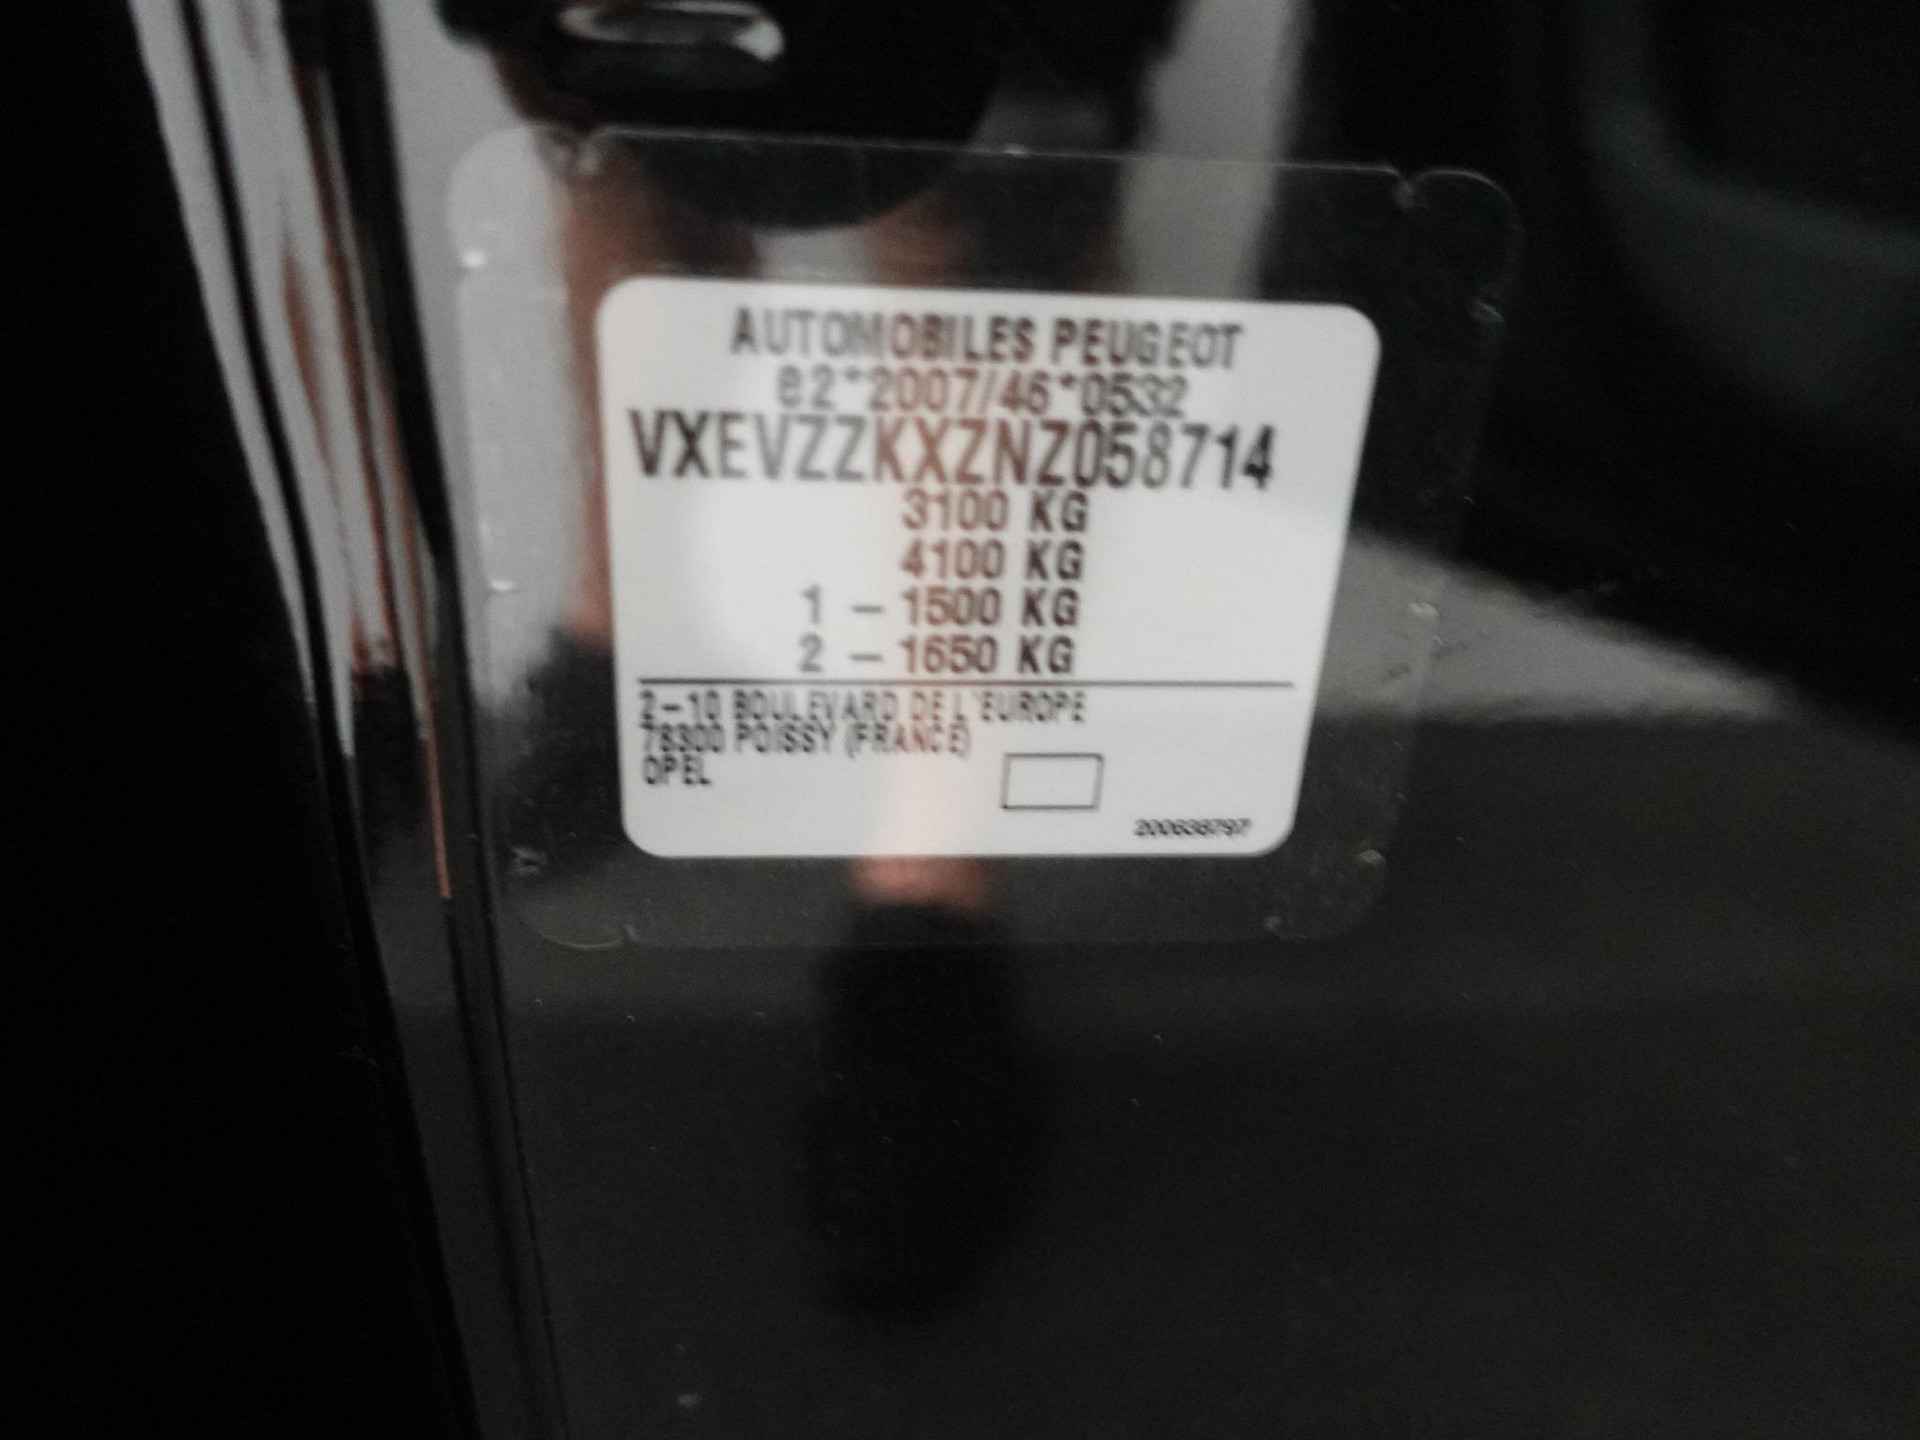 AUTOMOBILES PEUGEOT
e2*2007/46*0532
VXEVZZKXZNZ058714
3100 KG
4100 KG
1 – 1500 KG
2 – 1650 KG
2–10 BOULEVARD DE L'EUROPE
78300 POISSY (FRANCE)
OPEL
200638797